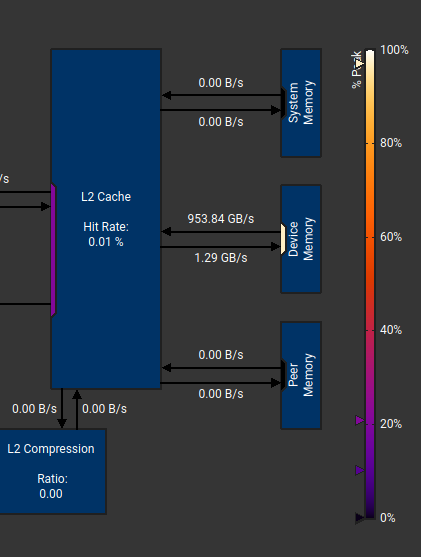 /s
L2 Cache
Hit Rate:
0.01 %
0.00 B/s
0.00 B/s
System
Memory
953.84 GB/s
1.29 GB/s
Device
Memory
0.00 B/s
0.00 B/s
Peer
Memory
0.00 B/s
0.00 B/s
L2 Compression
Ratio:
0.00
% Peak
100%
80%
60%
40%
20%
0%